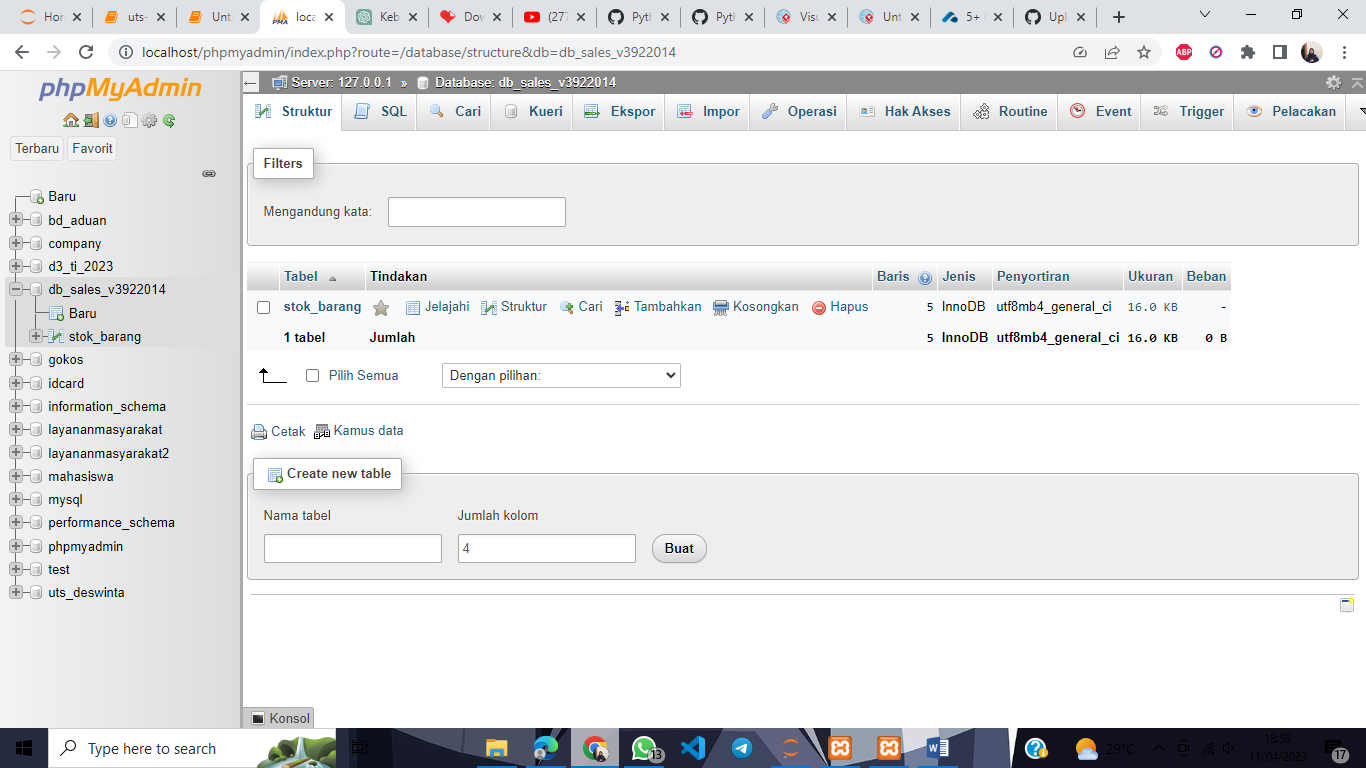 Hor
uts-
Unti
loca
Keb
Dov
(277
Pyth
Pyth
Visu
Unt
5+
Upl
localhost/phpmyadmin/index.php?route=/database/structure&db=db_sales_v3922014
ABP
phpMyAdmin
Terbaru
Favorit
Baru
bd_aduan
company
d3_ti_2023
db_sales_v3922014
Baru
stok_barang
gokos
idcard
information_schema
layananmasyarakat
layananmasyarakat2
mahasiswa
mysql
performance_schema
phpmyadmin
test
uts_deswinta
Server: 127.0.0.1 » Database: db_sales_v3922014
Struktur SQL Cari Kueri Ekspor Impor Operasi Hak Akses Routine Event Trigger Pelacakan
Filters
Mengandung kata:
Tabel Tindakan Baris Jenis Penyortiran Ukuran Beban
stok_barang Jelajahi Struktur Cari Tambahkan Kosongkan Hapus 5 InnoDB utf8mb4_general_ci 16.0 KB -
1 tabel Jumlah 5 InnoDB utf8mb4_general_ci 16.0 KB 0 B
Pilih Semua Dengan pilihan:
Cetak Kamus data
Create new table
Nama tabel Jumlah kolom
4 Buat
Konsol
Type here to search
13
29°C
18:59
11/04/2023
17